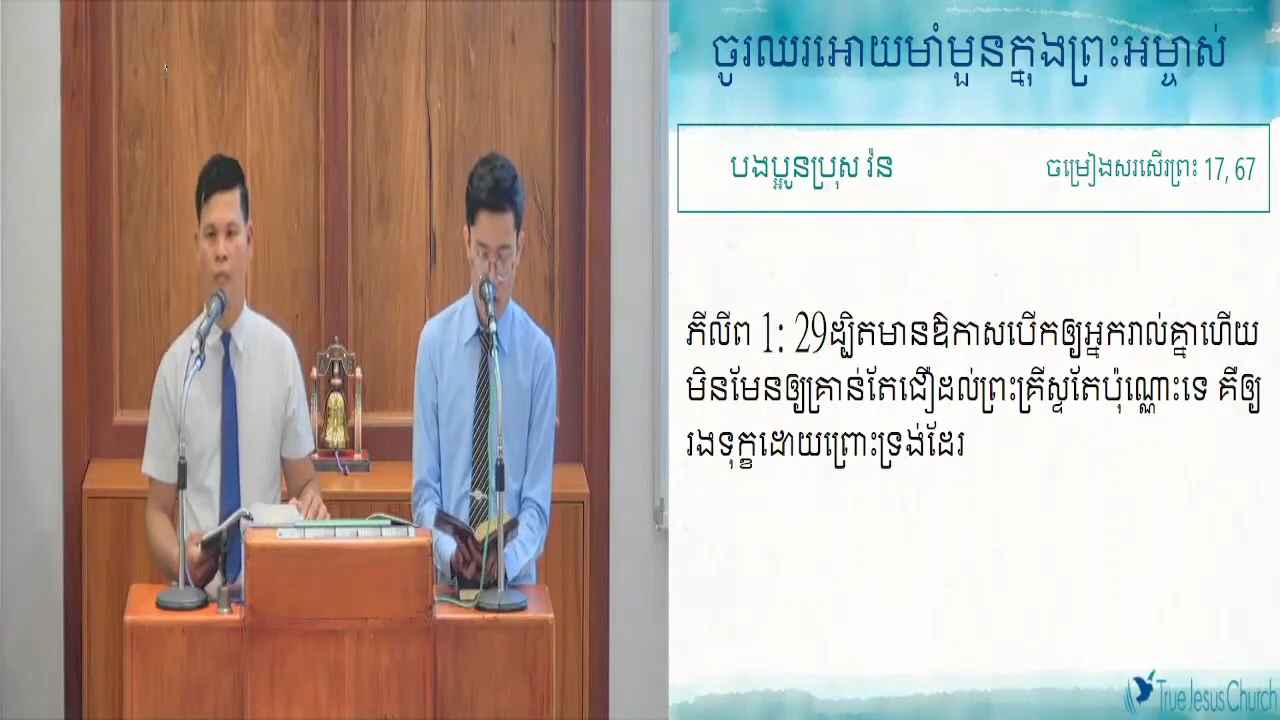 ចូរឈរអោយមាំមួនក្នុងព្រះអម្ចាស់
បងប្អូនប្រុស វ៉ន
ចម្រៀងសរសើរព្រះ 17, 67
ភីលីព 1: 29ដ្បិតមានឱកាសបើកឲ្យអ្នករាល់គ្នាហើយ
មិនមែនឲ្យគ្រាន់តែជឿដល់ព្រះគ្រីស្ទតែប៉ុណ្ណោះទេ គឺឲ្យ
រងទុក្ខដោយព្រោះទ្រង់ដែរ
True Jesus Church